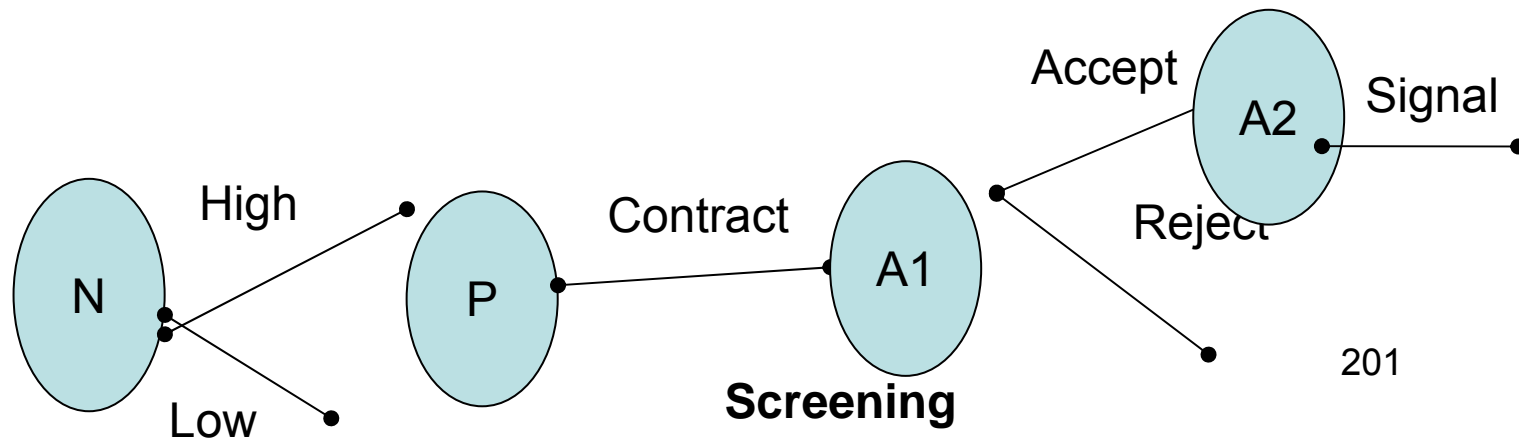 Accept
A2
Signal
High
Contract
Reject
N
P
A1
Low
Screening
201